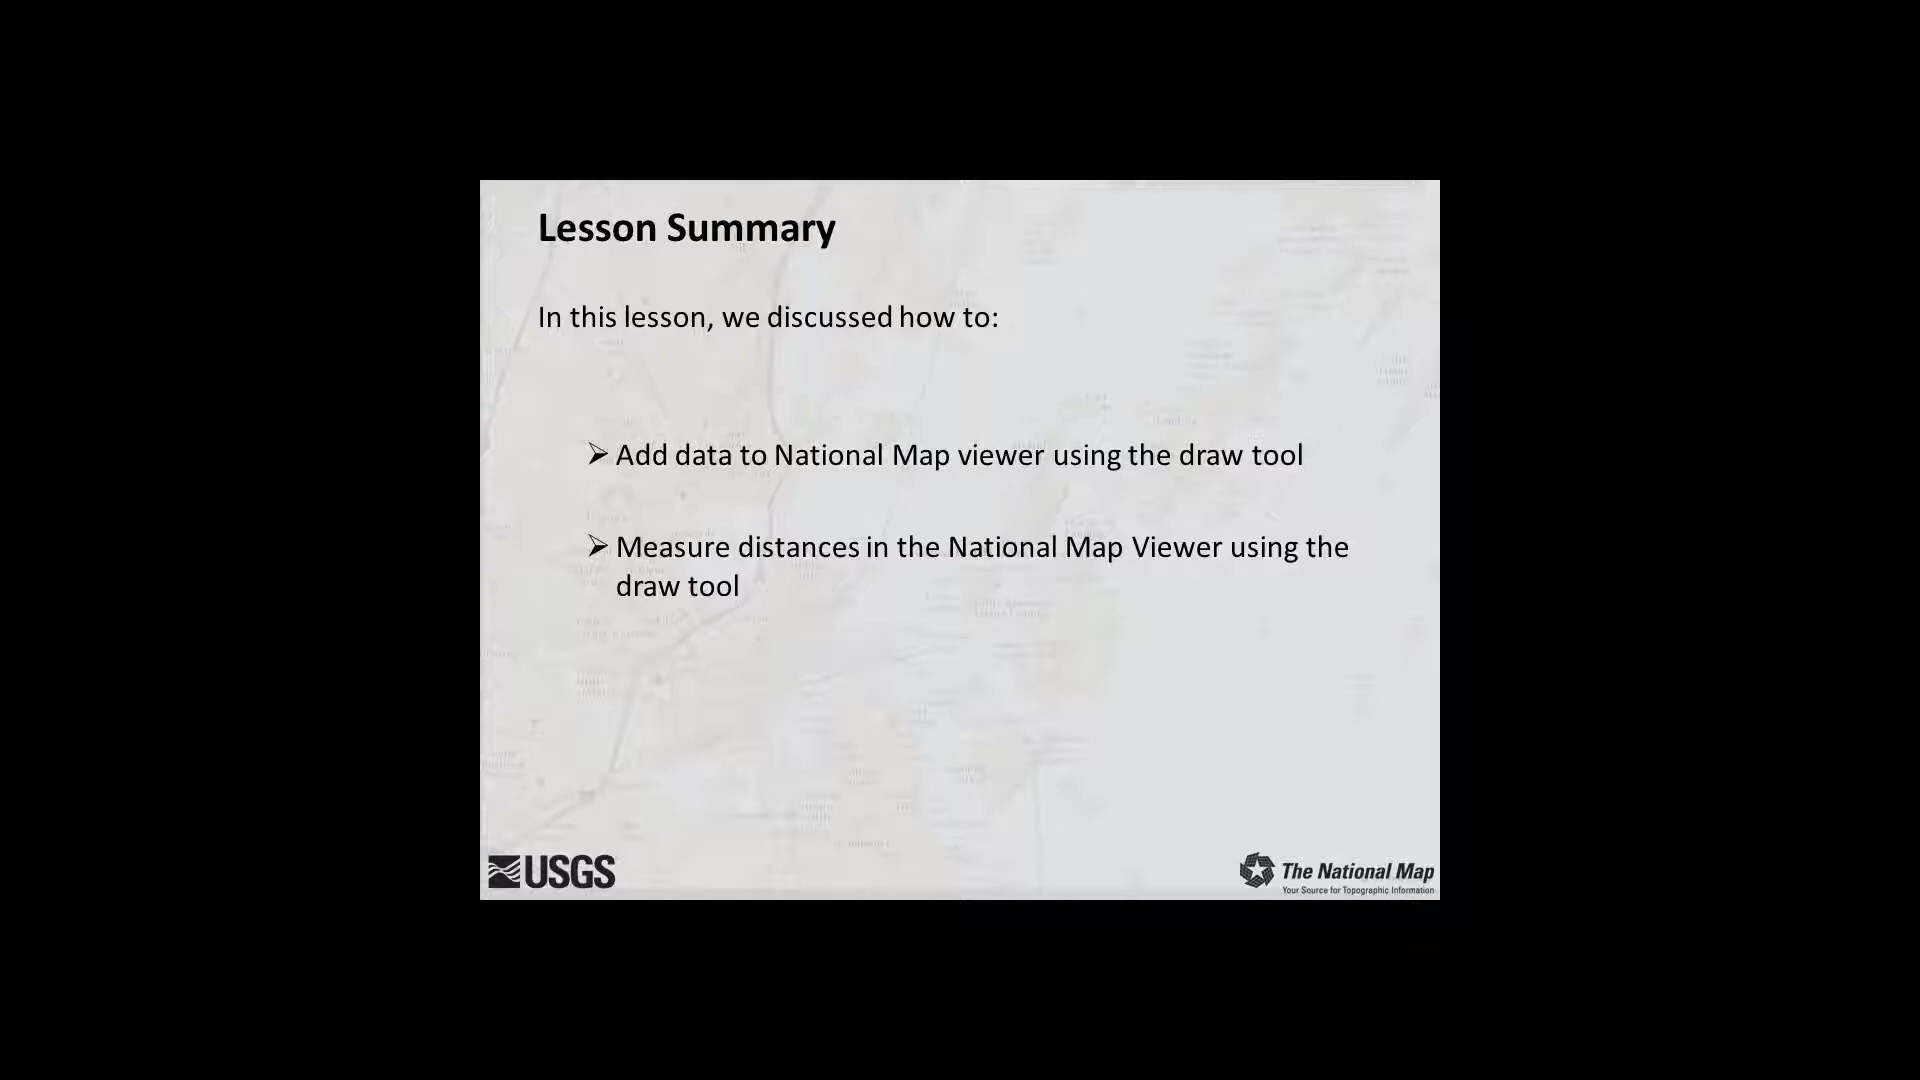 Lesson Summary
In this lesson, we discussed how to:
➢ Add data to National Map viewer using the draw tool
➢ Measure distances in the National Map Viewer using the
draw tool
USGS
The National Map
Your Source for Topographic Information